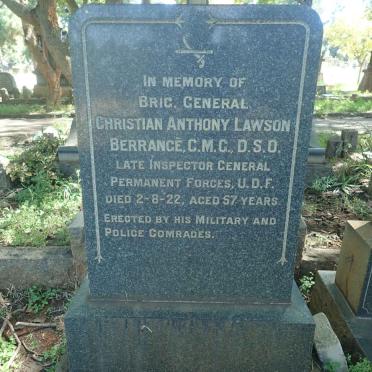 IN MEMORY OF
BRIG. GENERAL
CHRISTIAN ANTHONY LAWSON
BERRANGÉ, C.M.G., D.S.O.
LATE INSPECTOR GENERAL
PERMANENT FORCES, U.D.F.
DIED 2-8-22, AGED 57 YEARS.
ERECTED BY HIS MILITARY AND
POLICE COMRADES.